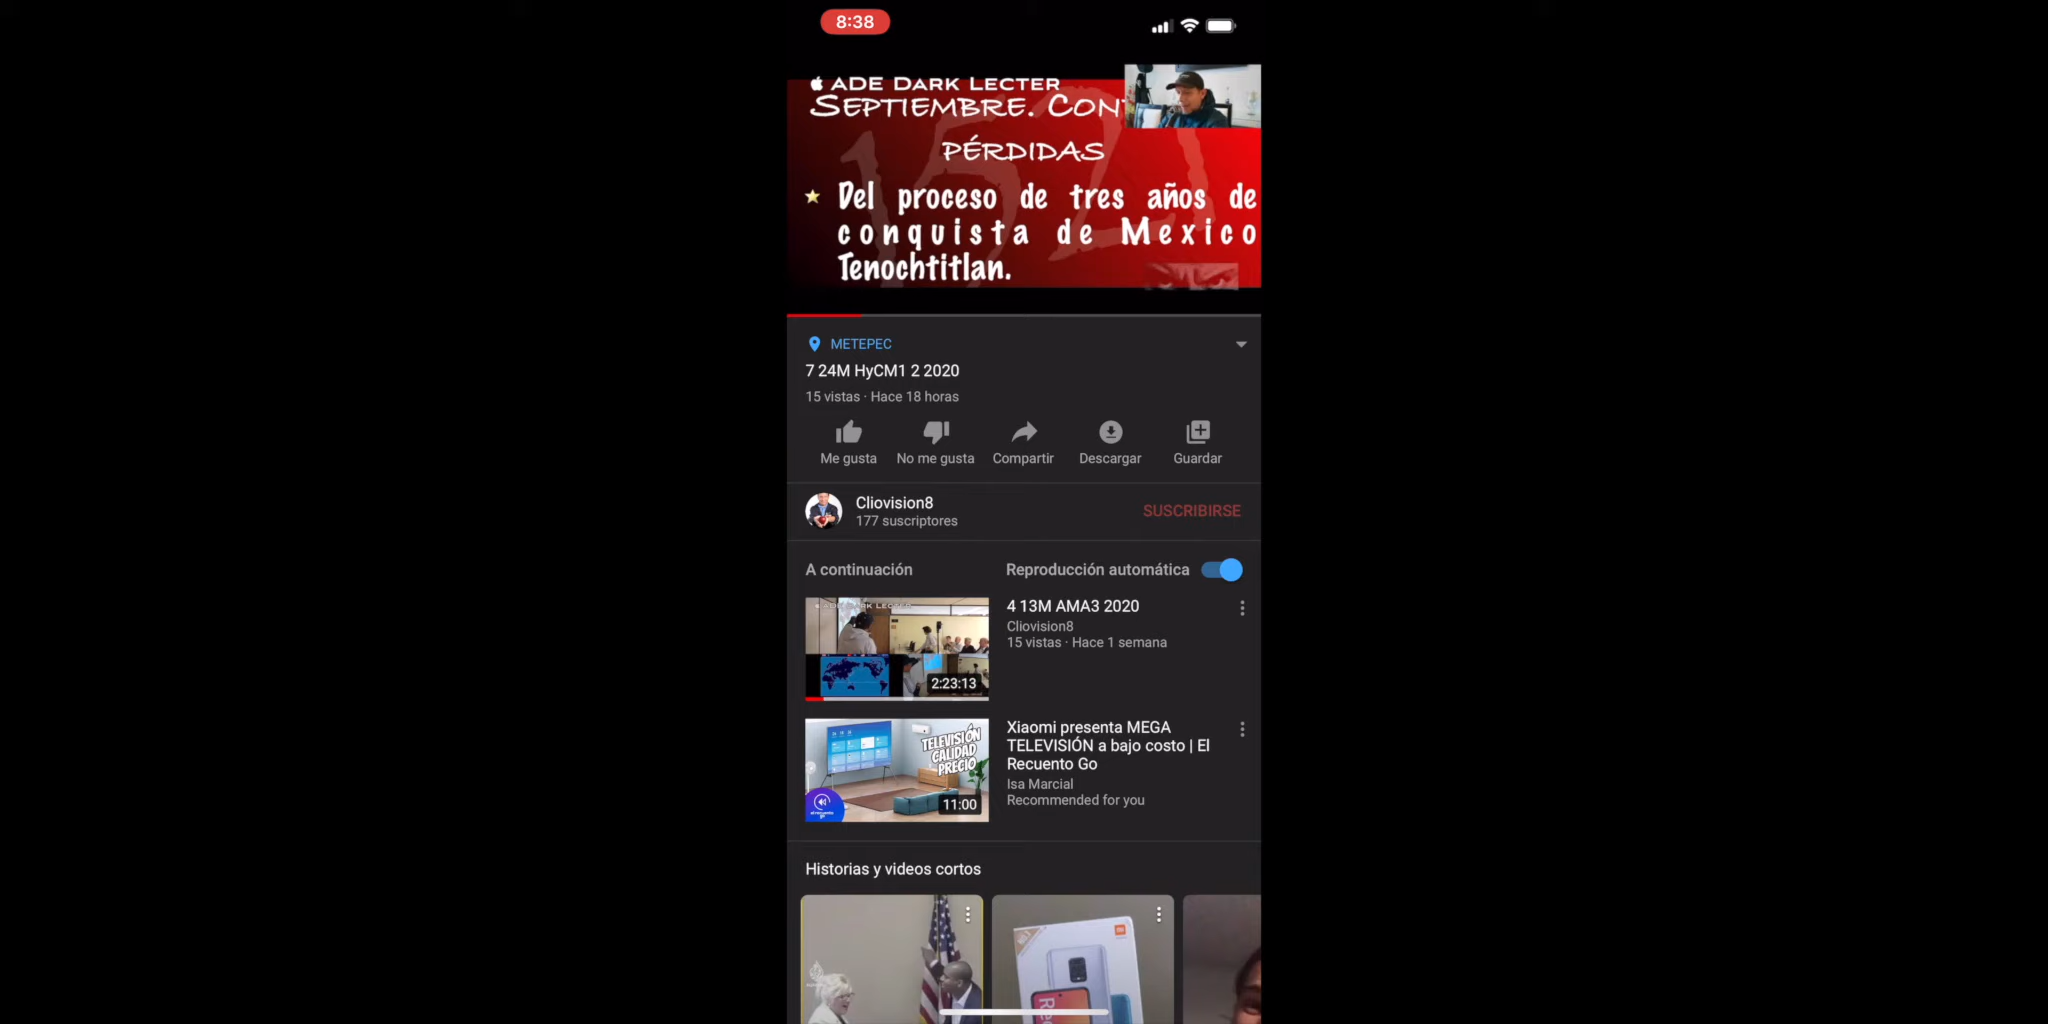 8:38
ADE DARK LECTER
SEPTIEMBRE. CON
PÉRDIDAS
Del proceso de tres años de
conquista de Mexico
Tenochtitlan.
METEPEC
7 24M HyCM1 2 2020
15 vistas · Hace 18 horas
Me gusta No me gusta Compartir Descargar Guardar
Cliovision8
177 suscriptores
SUSCRIBIRSE
A continuación Reproducción automática
ADE DARK LECTER
2:23:13
4 13M AMA3 2020
Cliovision8
15 vistas · Hace 1 semana
TELEVISIÓN
CALIDAD
PRECIO
11:00
Xiaomi presenta MEGA
TELEVISIÓN a bajo costo | El
Recuento Go
Isa Marcial
Recommended for you
Historias y videos cortos